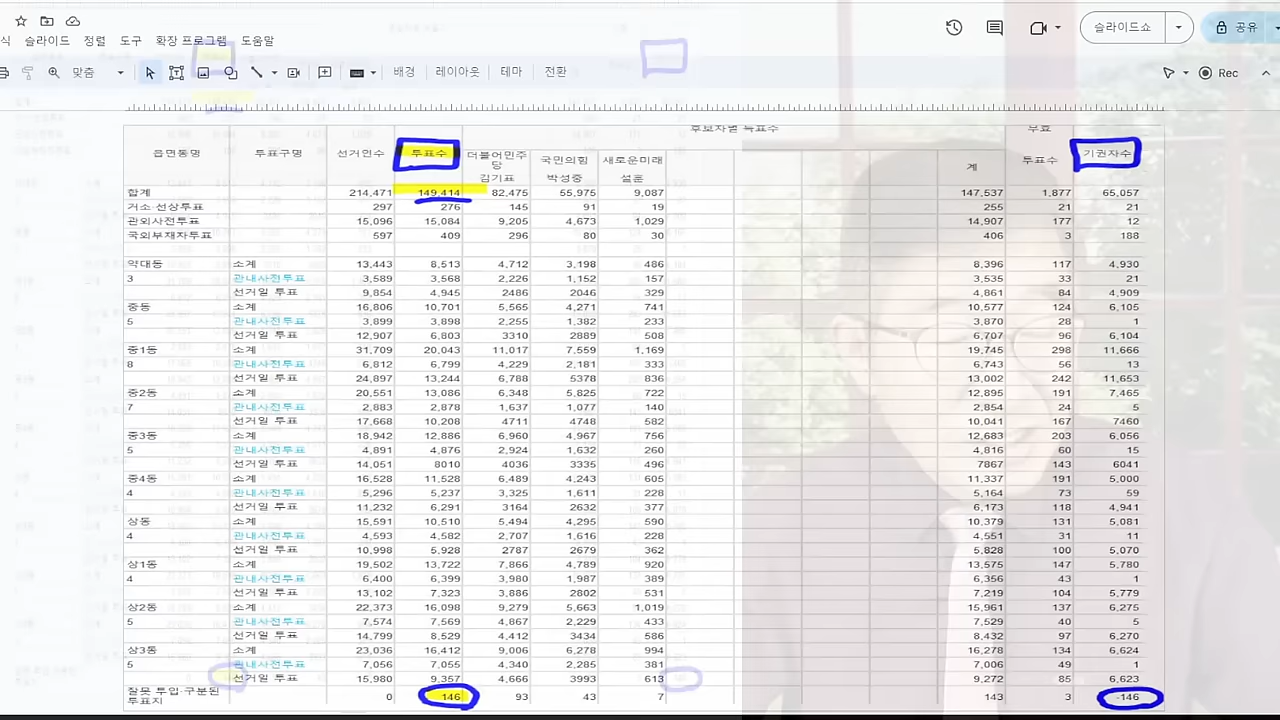 식 슬라이드 정렬 도구 확장 프로그램 도움말
슬라이드쇼 공유
맞춤 배경 레이아웃 테마 전환 Rec
후보자별 득표수 무효
읍면동명 투표구명 선거인수 투표수 더불어민주당 김기표 국민의힘 박성중 새로운미래 설훈 계 투표수 기권자수
합계 214,471 149,414 82,475 55,975 9,087 147,537 1,877 65,057
거소·선상투표 297 276 145 91 19 255 21 21
관외사전투표 15,096 15,084 9,205 4,673 1,029 14,907 177 12
국외부재자투표 597 409 296 80 30 406 3 188
약대동 소계 13,443 8,513 4,712 3,198 486 8,396 117 4,930
3 관내사전투표 3,589 3,568 2,226 1,152 157 3,535 33 21
선거일 투표 9,854 4,945 2486 2046 329 4,861 84 4,909
중동 소계 16,806 10,701 5,565 4,271 741 10,577 124 6,105
5 관내사전투표 3,899 3,898 2,255 1,382 233 3,870 28 1
선거일 투표 12,907 6,803 3310 2889 508 6,707 96 6,104
중1동 소계 31,709 20,043 11,017 7,559 1,169 19,745 298 11,666
8 관내사전투표 6,812 6,799 4,229 2,181 333 6,743 56 13
선거일 투표 24,897 13,244 6,788 5378 836 13,002 242 11,653
중2동 소계 20,551 13,086 6,348 5,825 722 12,895 191 7,465
7 관내사전투표 2,883 2,878 1,637 1,077 140 2,854 24 5
선거일 투표 17,668 10,208 4711 4748 582 10,041 167 7460
중3동 소계 18,942 12,886 6,960 4,967 756 12,683 203 6,056
5 관내사전투표 4,891 4,876 2,924 1,632 260 4,816 60 15
선거일 투표 14,051 8010 4036 3335 496 7867 143 6041
중4동 소계 16,528 11,528 6,489 4,243 605 11,337 191 5,000
4 관내사전투표 5,296 5,237 3,325 1,611 228 5,164 73 59
선거일 투표 11,232 6,291 3164 2632 377 6,173 118 4,941
상동 소계 15,591 10,510 5,494 4,295 590 10,379 131 5,081
4 관내사전투표 4,593 4,582 2,707 1,616 228 4,551 31 11
선거일 투표 10,998 5,928 2787 2679 362 5,828 100 5,070
상1동 소계 19,502 13,722 7,866 4,789 920 13,575 147 5,780
4 관내사전투표 6,400 6,399 3,980 1,987 389 6,356 43 1
선거일 투표 13,102 7,323 3,886 2802 531 7,219 104 5,779
상2동 소계 22,373 16,098 9,279 5,663 1,019 15,961 137 6,275
5 관내사전투표 7,574 7,569 4,867 2,229 433 7,529 40 5
선거일 투표 14,799 8,529 4,412 3434 586 8,432 97 6,270
상3동 소계 23,036 16,412 9,006 6,278 994 16,278 134 6,624
5 관내사전투표 7,056 7,055 4,340 2,285 381 7,006 49 1
선거일 투표 15,980 9,357 4,666 3993 613 9,272 85 6,623
잘못 투입·구분된 투표지 0 146 93 43 7 143 3 -146